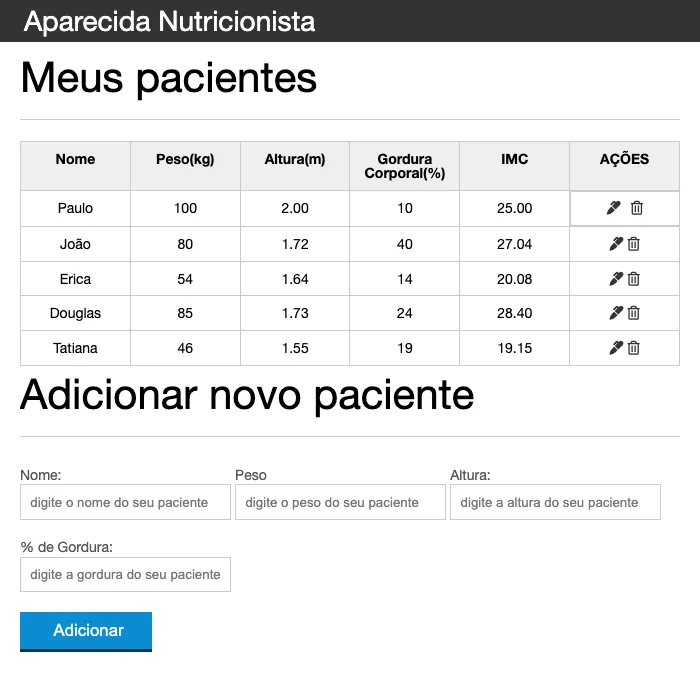 Aparecida Nutricionista
Meus pacientes
Nome Peso(kg) Altura(m) Gordura Corporal(%) IMC AÇÕES
Paulo 100 2.00 10 25.00
João 80 1.72 40 27.04
Erica 54 1.64 14 20.08
Douglas 85 1.73 24 28.40
Tatiana 46 1.55 19 19.15
Adicionar novo paciente
Nome: Peso Altura:
digite o nome do seu paciente digite o peso do seu paciente digite a altura do seu paciente
% de Gordura:
digite a gordura do seu paciente
Adicionar